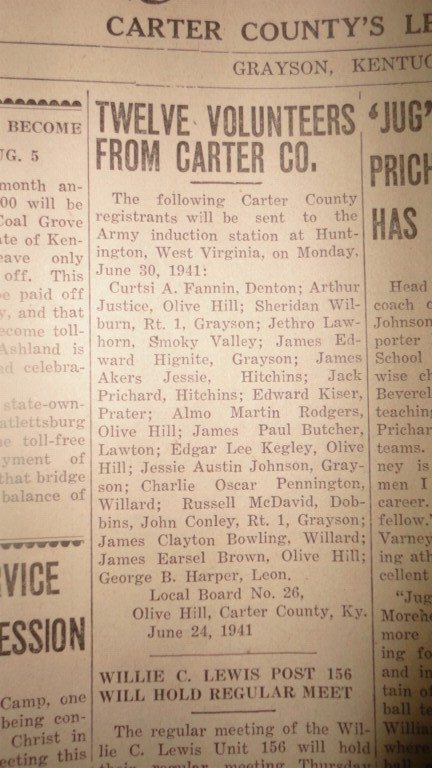 CARTER COUNTY'S LE
GRAYSON, KENTUC
BECOME
UG. 5
month an-
00 will be
Coal Grove
ate of Ken-
eave only
off. This
be paid off
y, and that
ecome toll-
Ashland is
nd celebra-
state-own-
atlettsburg
e toll-free
yment of
that bridge
balance of
RVICE
ESSION
Camp, one
being con-
Christ in
eeting this
TWELVE VOLUNTEERS
FROM CARTER CO.
The following Carter County
registrants will be sent to the
Army induction station at Hunt-
ington, West Virginia, on Monday.
June 30, 1941:
Curtsi A. Fannin, Denton; Arthur
Justice, Olive Hill; Sheridan Wil-
burn, Rt. 1, Grayson; Jethro Law-
horn, Smoky Valley; James Ed-
ward Hignite, Grayson; James
Akers Jessie, Hitchins; Jack
Prichard, Hitchins; Edward Kiser,
Prater; Almo Martin Rodgers,
Olive Hill; James Paul Butcher,
Lawton; Edgar Lee Kegley, Olive
Hill; Jessie Austin Johnson, Gray-
son; Charlie Oscar Pennington,
Willard; Russell McDavid, Dob-
bins, John Conley, Rt. 1, Grayson;
James Clayton Bowling, Willard;
James Earsel Brown, Olive Hill;
George B. Harper, Leon.
Local Board No. 26,
Olive Hill, Carter County, Ky.
June 24, 1941
WILLIE C. LEWIS POST 156
WILL HOLD REGULAR MEET
The regular meeting of the Wil-
lie C. Lewis Unit 156 will hold
their regular meeting Thursday
'JUG'
PRICH
HAS
Head
coach o
Johnson
porter
School
wise ch
Beverel
teaching
Prichar
teams.
ney is
men I
career.
fellow."
Varney
ing ath
cellent
"Jug
Morehe
more
ing fo
and in
tain of
ball te
Willia
where
ball